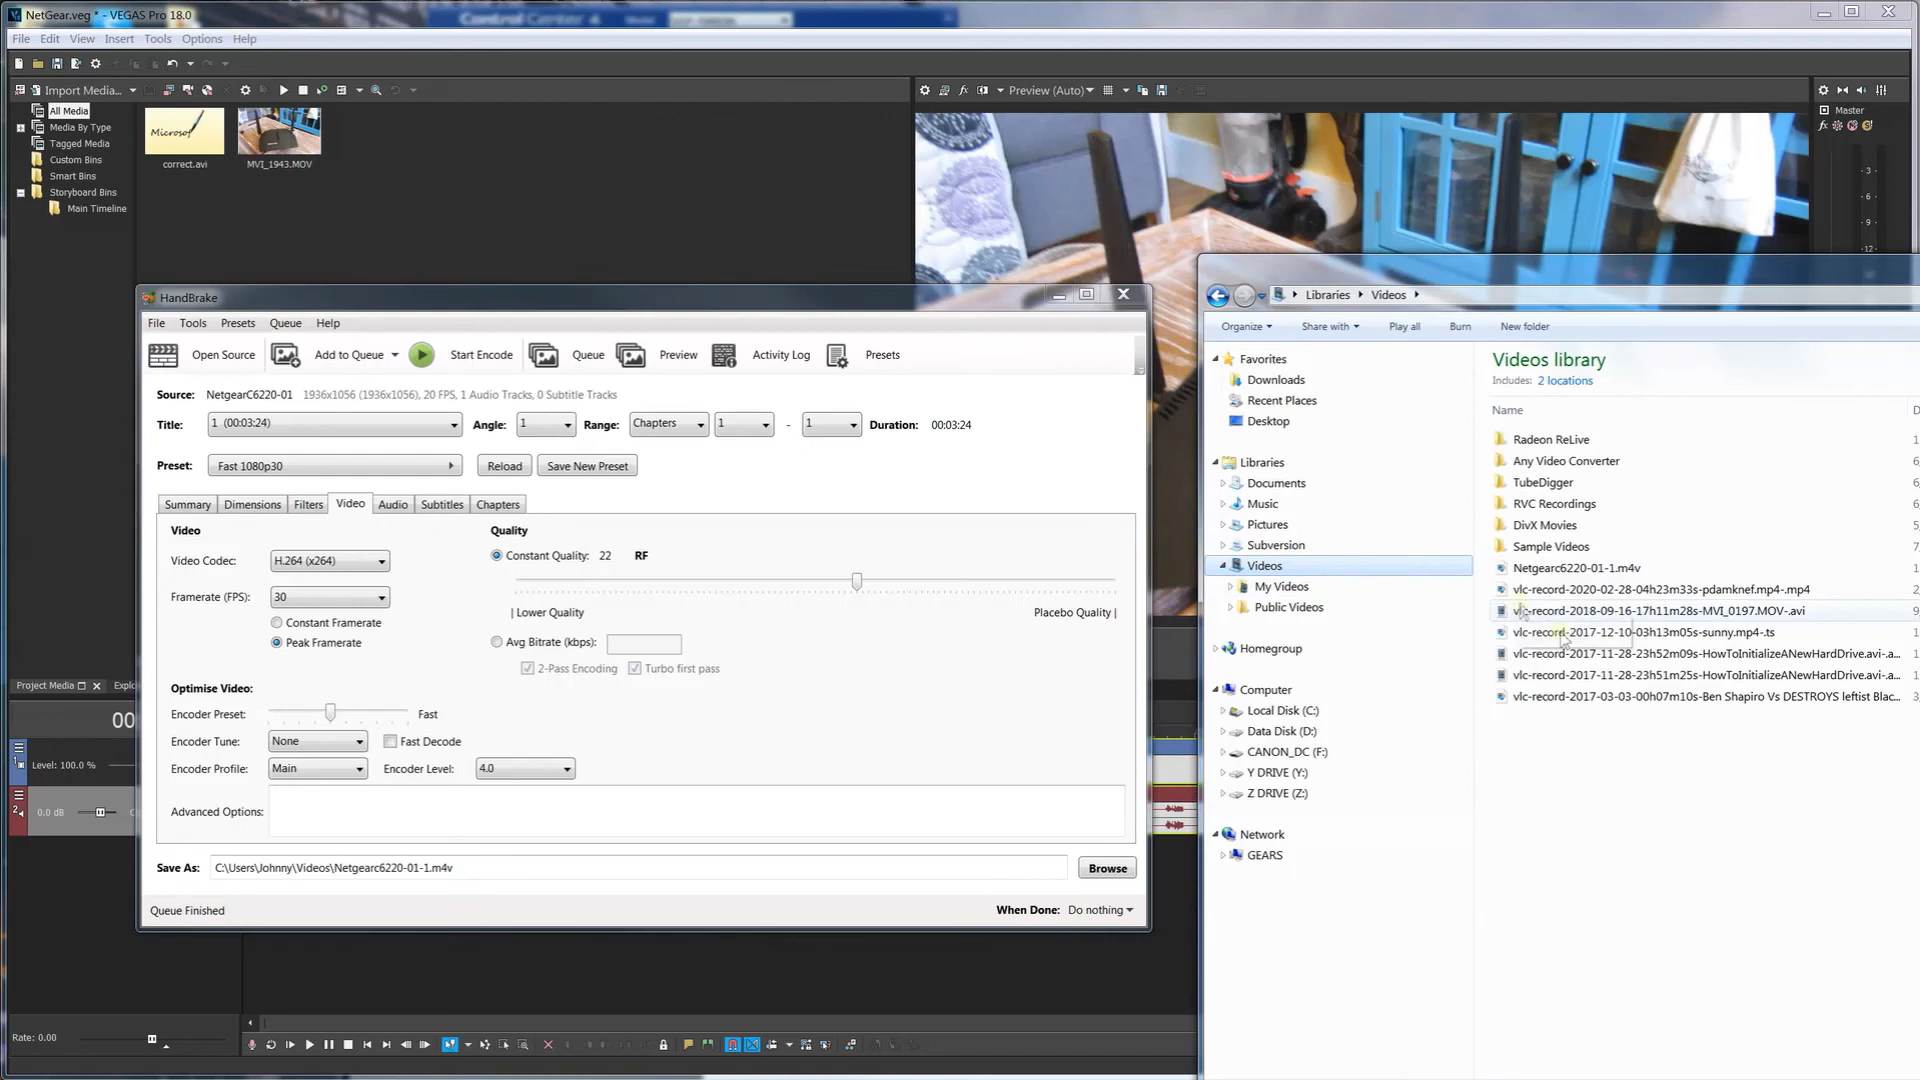 NetGear.veg * - VEGAS Pro 18.0
Control Center 4
File Edit View Insert Tools Options Help
Import Media...
Preview (Auto)
Master
All Media
Media By Type
Tagged Media
Custom Bins
Smart Bins
Storyboard Bins
Main Timeline
Microsof
correct.avi
MVI_1943.MOV
- 3 -
- 6 -
- 9 -
-12-
HandBrake
File Tools Presets Queue Help
Open Source Add to Queue Start Encode Queue Preview Activity Log Presets
Source: NetgearC6220-01 1936x1056 (1936x1056), 20 FPS, 1 Audio Tracks, 0 Subtitle Tracks
Title: 1 (00:03:24) Angle: 1 Range: Chapters 1 - 1 Duration: 00:03:24
Preset: Fast 1080p30 Reload Save New Preset
Summary Dimensions Filters Video Audio Subtitles Chapters
Video
Quality
Video Codec: H.264 (x264)
Constant Quality: 22 RF
Framerate (FPS): 30
| Lower Quality Placebo Quality |
Constant Framerate
Peak Framerate
Avg Bitrate (kbps):
2-Pass Encoding Turbo first pass
Optimise Video:
Encoder Preset: Fast
Encoder Tune: None Fast Decode
Encoder Profile: Main Encoder Level: 4.0
Advanced Options:
Save As: C:\Users\Johnny\Videos\Netgearc6220-01-1.m4v Browse
Queue Finished When Done: Do nothing
Libraries Videos
Organize Share with Play all Burn New folder
Favorites
Downloads
Recent Places
Desktop
Libraries
Documents
Music
Pictures
Subversion
Videos
My Videos
Public Videos
Homegroup
Computer
Local Disk (C:)
Data Disk (D:)
CANON_DC (F:)
Y DRIVE (Y:)
Z DRIVE (Z:)
Network
GEARS
Videos library
Includes: 2 locations
Name
Radeon ReLive
Any Video Converter
TubeDigger
RVC Recordings
DivX Movies
Sample Videos
Netgearc6220-01-1.m4v
vlc-record-2020-02-28-04h23m33s-pdamknef.mp4-.mp4
vlc-record-2018-09-16-17h11m28s-MVI_0197.MOV-.avi
vlc-record-2017-12-10-03h13m05s-sunny.mp4-.ts
vlc-record-2017-11-28-23h52m09s-HowToInitializeANewHardDrive.avi-.a...
vlc-record-2017-11-28-23h51m25s-HowToInitializeANewHardDrive.avi-.a...
vlc-record-2017-03-03-00h07m10s-Ben Shapiro Vs DESTROYS leftist Blac...
Project Media Explo
00
1 Level: 100.0 %
2 0.0 dB
Rate: 0.00